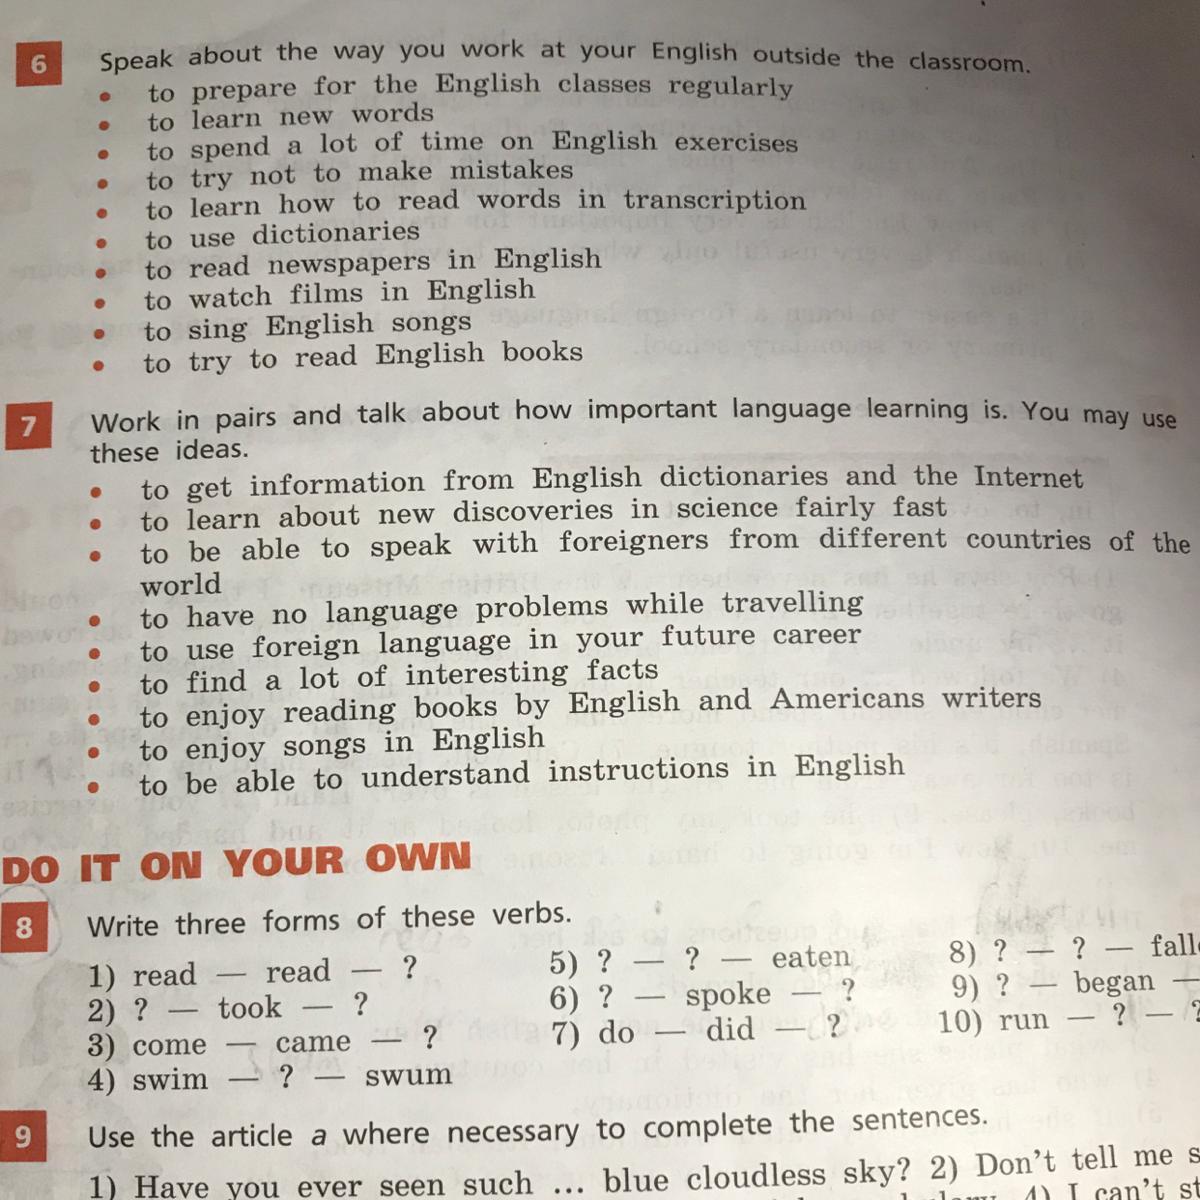 6 Speak about the way you work at your English outside the classroom.
• to prepare for the English classes regularly
• to learn new words
• to spend a lot of time on English exercises
• to try not to make mistakes
• to learn how to read words in transcription
• to use dictionaries
• to read newspapers in English
• to watch films in English
• to sing English songs
• to try to read English books
7 Work in pairs and talk about how important language learning is. You may use
these ideas.
• to get information from English dictionaries and the Internet
• to learn about new discoveries in science fairly fast
• to be able to speak with foreigners from different countries of the
world
• to have no language problems while travelling
• to use foreign language in your future career
• to find a lot of interesting facts
• to enjoy reading books by English and Americans writers
• to enjoy songs in English
• to be able to understand instructions in English
DO IT ON YOUR OWN
8 Write three forms of these verbs.
1) read — read — ?
2) ? — took — ?
3) come — came — ?
4) swim — ? — swum
5) ? — ? — eaten
6) ? — spoke — ?
7) do — did — ?
8) ? — ? —
9) ? — began —
10) run — ? — ?
9 Use the article a where necessary to complete the sentences.
1) Have you ever seen such ... blue cloudless sky? 2) Don't tell me
4) I can't